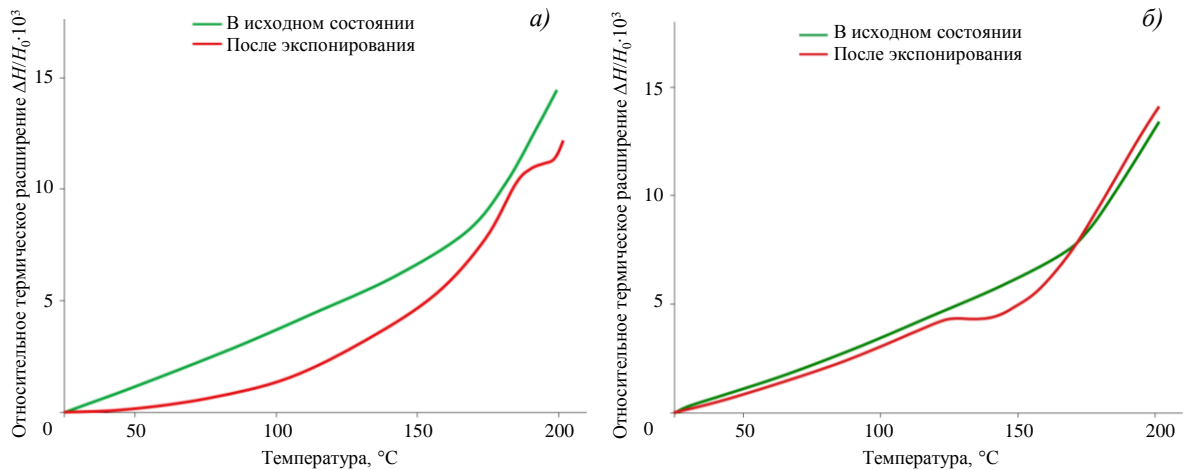 Относительное термическое расширение ΔH/H₀·10³
а)
В исходном состоянии
После экспонирования
15
10
5
0
50
100
150
200
Температура, °С
Относительное термическое расширение ΔH/H₀·10³
б)
В исходном состоянии
После экспонирования
15
10
5
0
50
100
150
200
Температура, °С